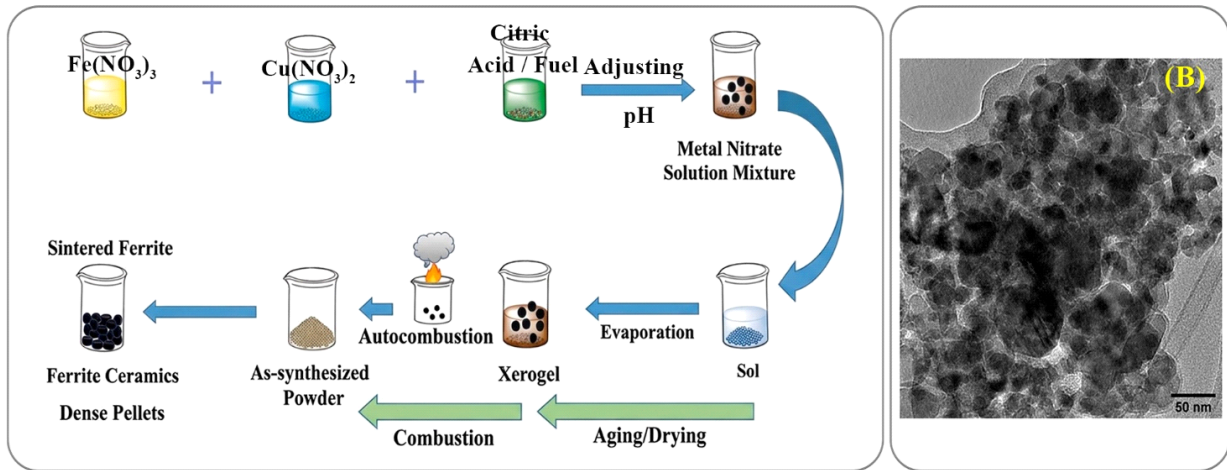 Fe(NO₃)₃
+
Cu(NO₃)₂
+
Citric
Acid / Fuel
Adjusting
pH
Metal Nitrate
Solution Mixture
Sintered Ferrite
Ferrite Ceramics
Dense Pellets
Autocombustion
As-synthesized
Powder
Xerogel
Evaporation
Sol
Combustion
Aging/Drying
(B)
50 nm